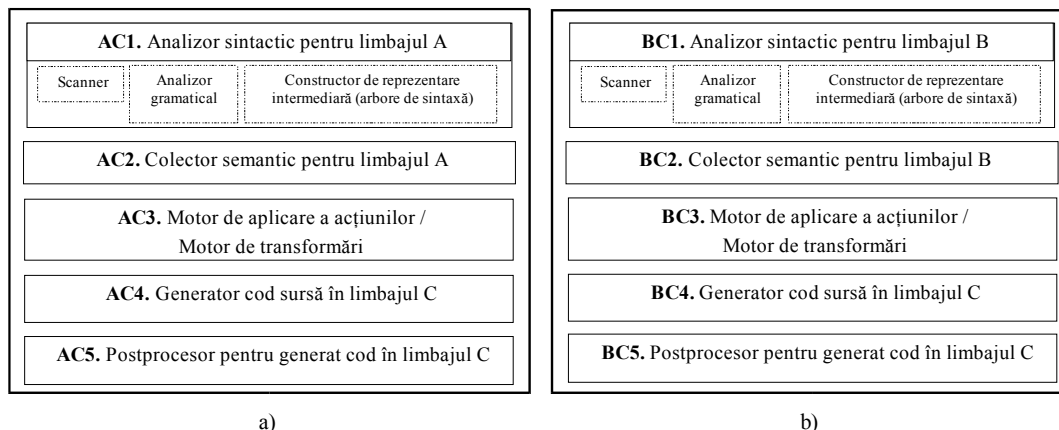 AC1. Analizor sintactic pentru limbajul A
Scanner
Analizor
gramatical
Constructor de reprezentare
intermediară (arbore de sintaxă)
AC2. Colector semantic pentru limbajul A
AC3. Motor de aplicare a acțiunilor /
Motor de transformări
AC4. Generator cod sursă în limbajul C
AC5. Postprocesor pentru generat cod în limbajul C
a)
BC1. Analizor sintactic pentru limbajul B
Scanner
Analizor
gramatical
Constructor de reprezentare
intermediară (arbore de sintaxă)
BC2. Colector semantic pentru limbajul B
BC3. Motor de aplicare a acțiunilor /
Motor de transformări
BC4. Generator cod sursă în limbajul C
BC5. Postprocesor pentru generat cod în limbajul C
b)